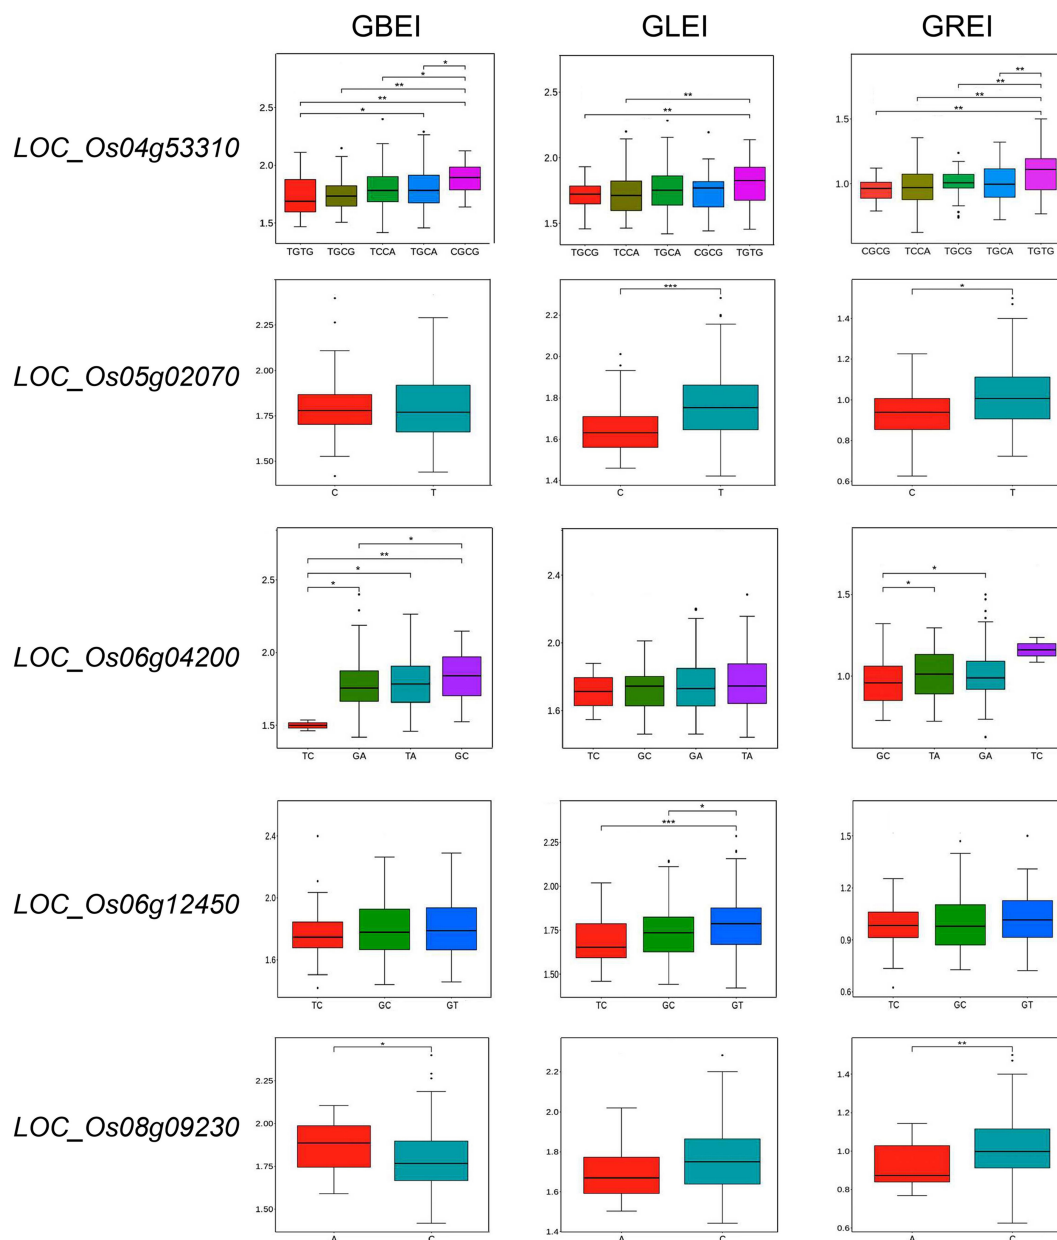 GBEI GLEI GREI
LOC_Os04g53310
* * ** ** *
2.5
2.0
1.5
TGTG TGCG TCCA TGCA CGCG
** **
2.5
2.0
1.5
TGCG TCCA TGCA CGCG TGTG
** ** ** **
1.5
1.0
CGCG TCCA TGCG TGCA TGTG
LOC_Os05g02070
2.25
2.00
1.75
1.50
C T
***
2.2
2.0
1.8
1.6
1.4
C T
*
1.4
1.2
1.0
0.8
0.6
C T
LOC_Os06g04200
* ** * *
2.5
2.0
1.5
TC GA TA GC
2.4
2.0
1.6
TC GC GA TA
* *
1.5
1.0
GC TA GA TC
LOC_Os06g12450
2.4
2.0
1.6
TC GC GT
* ***
2.25
2.00
1.75
1.50
TC GC GT
1.5
1.2
0.9
0.6
TC GC GT
LOC_Os08g09230
*
2.25
2.00
1.75
1.50
A C
2.2
2.0
1.8
1.6
1.4
A C
**
1.4
1.2
1.0
0.8
0.6
A C